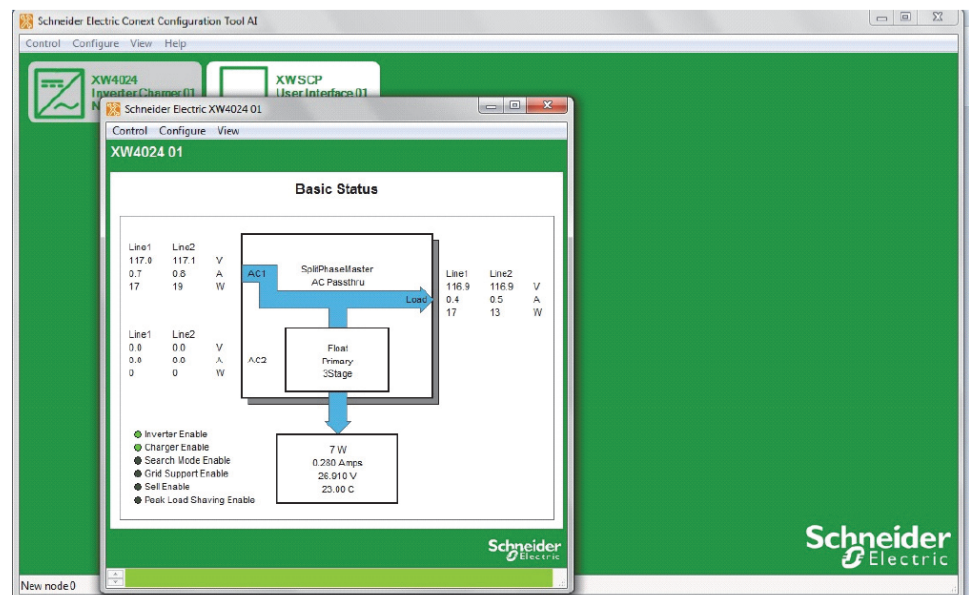 Schneider Electric Conext Configuration Tool AI
Control Configure View Help
XW4024
Inverter Charger 01
N
XWSCP
User Interface 01
Schneider Electric XW4024 01
Control Configure View
XW4024 01
Basic Status
Line1 Line2
117.0 117.1 V
0.7 0.8 A
17 19 W
AC1
SplitPhaseMaster
AC Passthru
Load
Line1 Line2
116.9 116.9 V
0.4 0.5 A
17 13 W
Line1 Line2
0.0 0.0 V
0.0 0.0 A
0 0 W
AC2
Float
Primary
3Stage
Inverter Enable
Charger Enable
Search Mode Enable
Grid Support Enable
Sell Enable
Peak Load Shaving Enable
7 W
0.280 Amps
26.910 V
23.00 C
Schneider
Electric
Schneider
Electric
New node 0